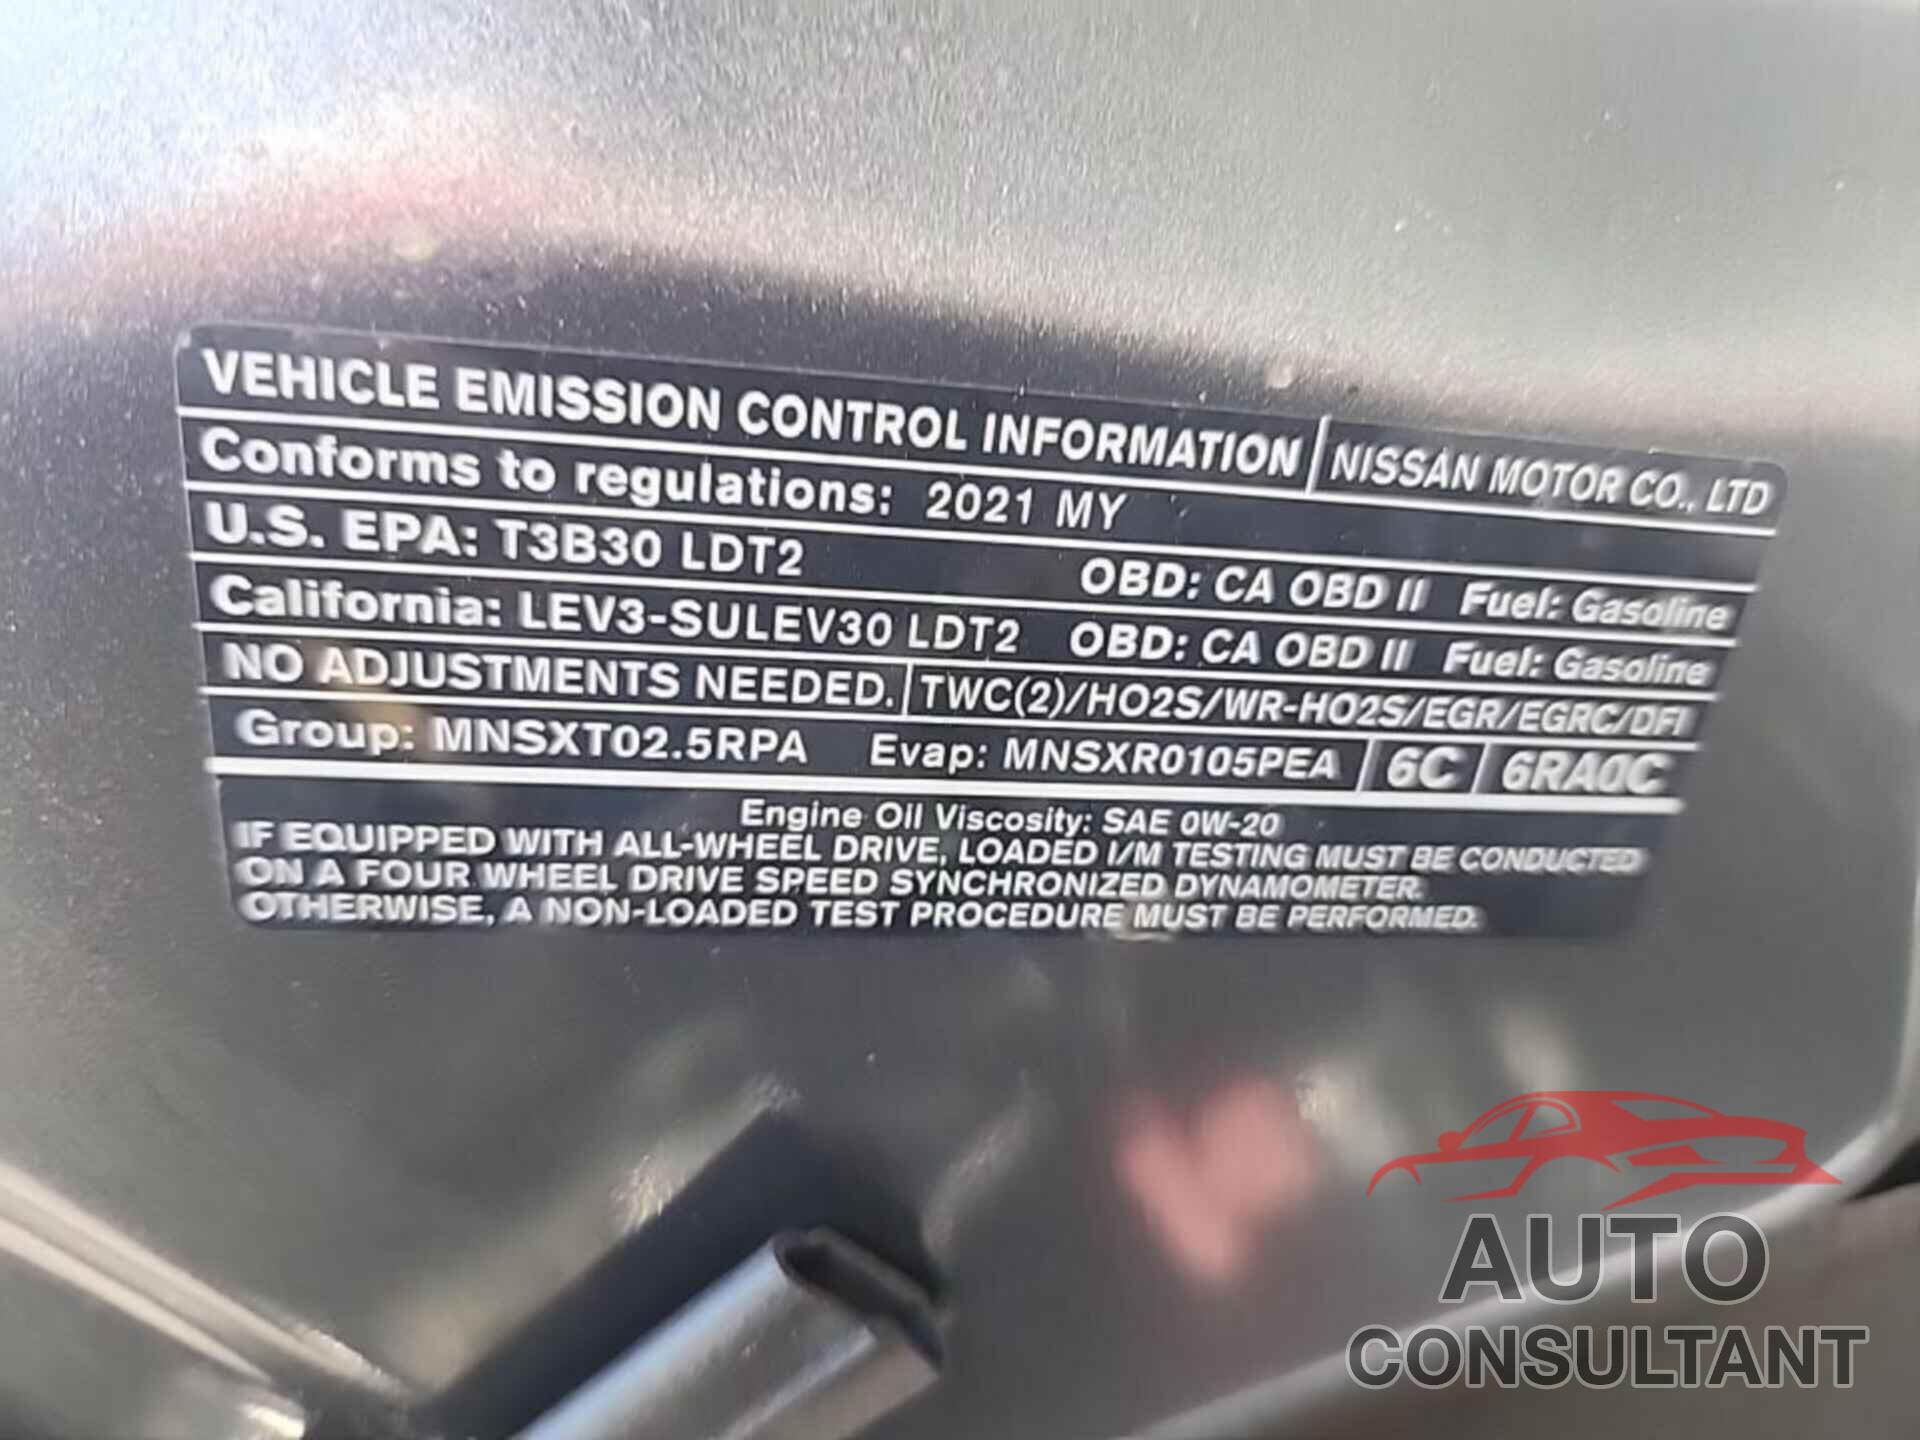 VEHICLE EMISSION CONTROL INFORMATION NISSAN MOTOR CO., LTD
Conforms to regulations: 2021 MY
U.S. EPA: T3B30 LDT2 OBD: CA OBD II Fuel: Gasoline
California: LEV3-SULEV30 LDT2 OBD: CA OBD II Fuel: Gasoline
NO ADJUSTMENTS NEEDED. TWC(2)/HO2S/WR-HO2S/EGR/EGRC/DFI
Group: MNSXT02.5RPA Evap: MNSXR0105PEA 6C 6RA0C
Engine Oil Viscosity: SAE 0W-20
IF EQUIPPED WITH ALL-WHEEL DRIVE, LOADED I/M TESTING MUST BE CONDUCTED
ON A FOUR WHEEL DRIVE SPEED SYNCHRONIZED DYNAMOMETER.
OTHERWISE, A NON-LOADED TEST PROCEDURE MUST BE PERFORMED.
AUTO
CONSULTANT